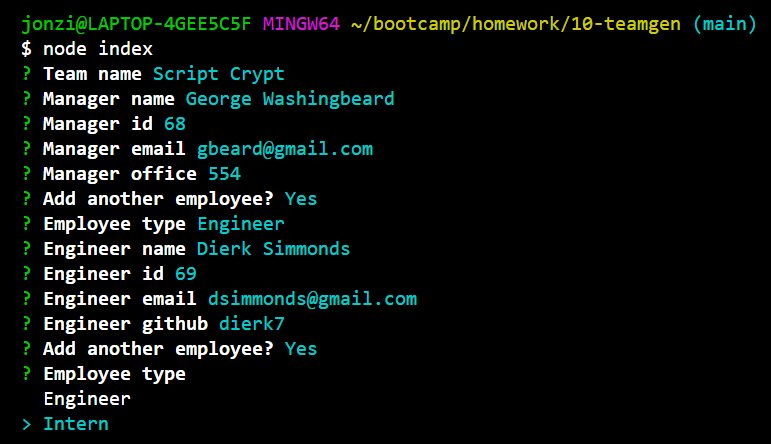 jonzi@LAPTOP-4GEE5C5F MINGW64 ~/bootcamp/homework/10-teamgen (main)
$ node index
? Team name Script Crypt
? Manager name George Washingbeard
? Manager id 68
? Manager email gbeard@gmail.com
? Manager office 554
? Add another employee? Yes
? Employee type Engineer
? Engineer name Dierk Simmonds
? Engineer id 69
? Engineer email dsimmonds@gmail.com
? Engineer github dierk7
? Add another employee? Yes
? Employee type
Engineer
> Intern